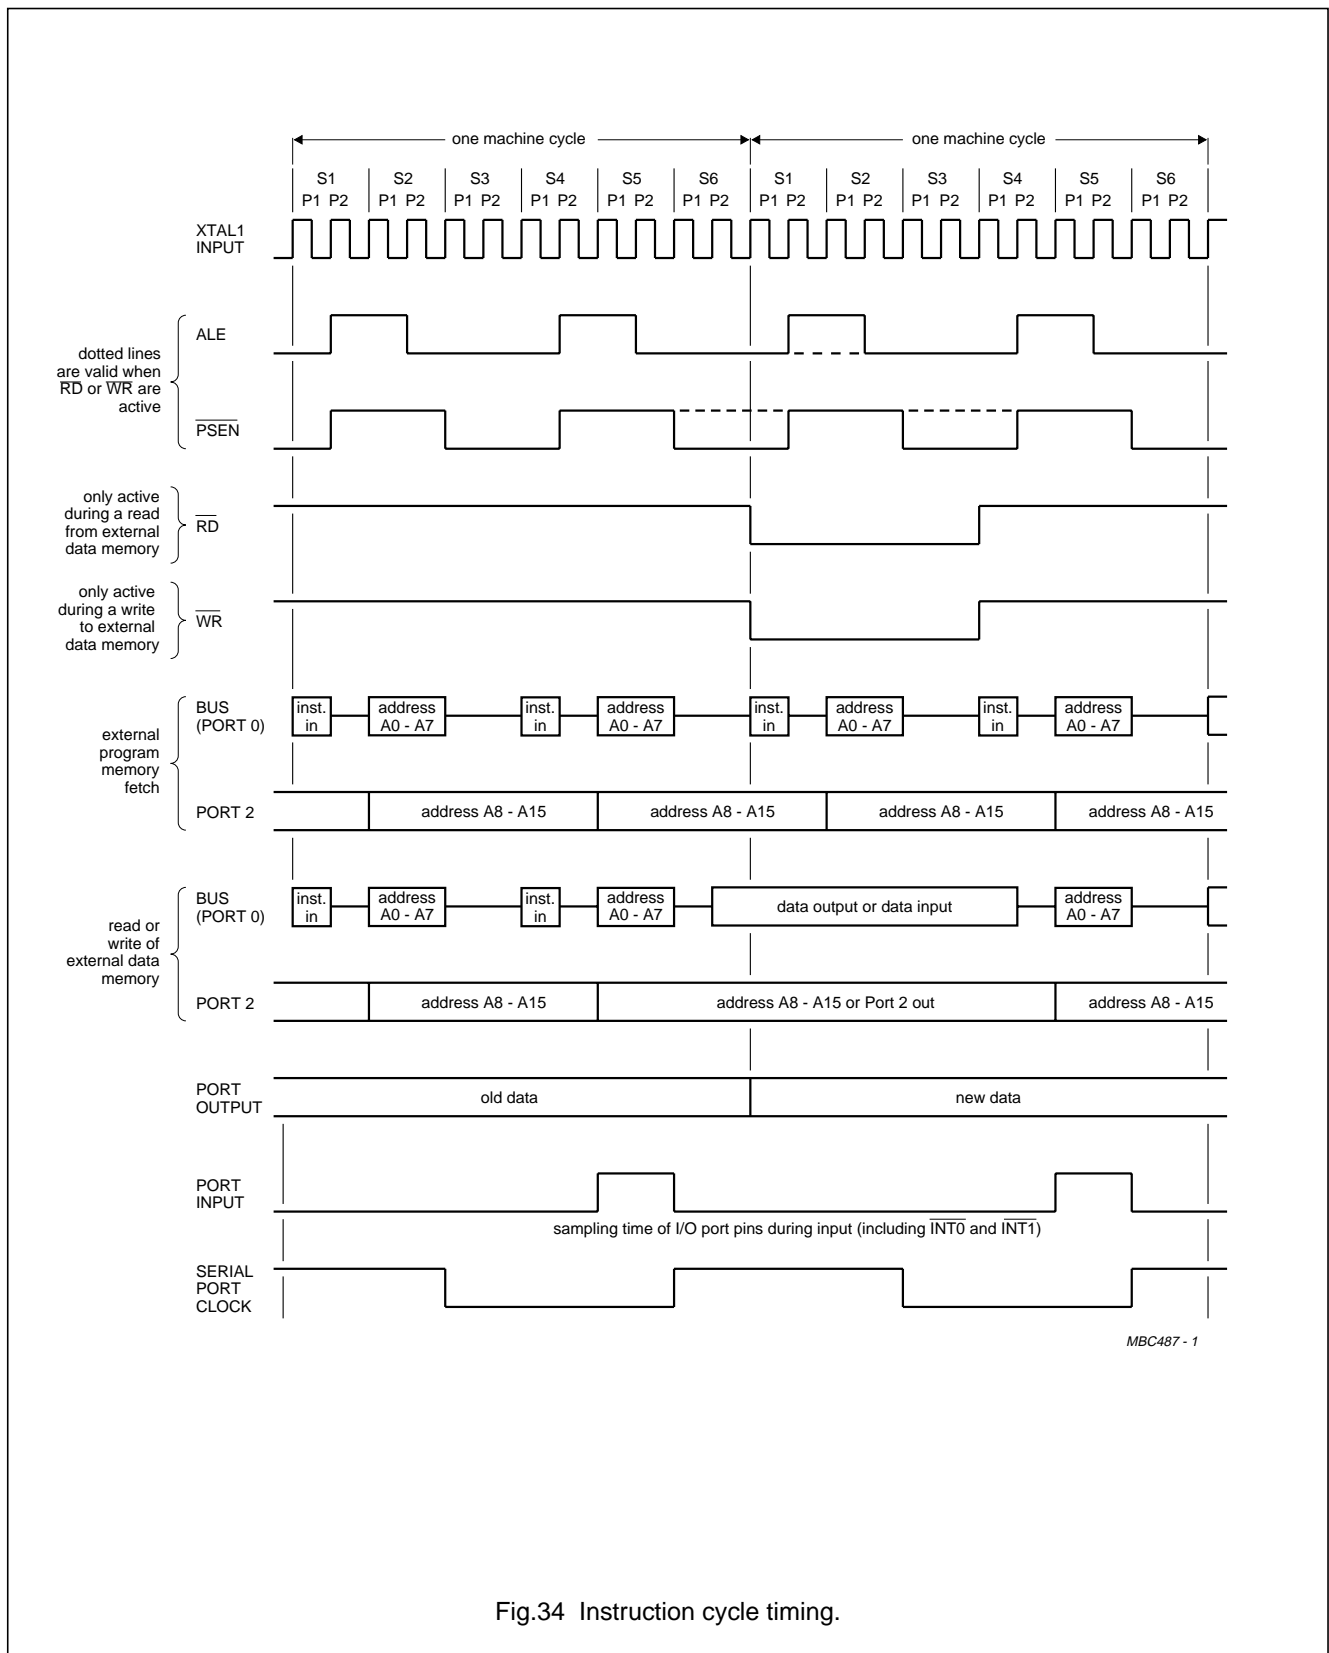 one machine cycle one machine cycle
S1 S2 S3 S4 S5 S6 S1 S2 S3 S4 S5 S6
P1 P2 P1 P2 P1 P2 P1 P2 P1 P2 P1 P2 P1 P2 P1 P2 P1 P2 P1 P2 P1 P2 P1 P2
XTAL1
INPUT
dotted lines
are valid when
RD or WR are
active
ALE
PSEN
only active
during a read
from external
data memory
RD
only active
during a write
to external
data memory
WR
external
program
memory
fetch
BUS
(PORT 0)
inst. address inst. address inst. address inst. address
in A0 - A7 in A0 - A7 in A0 - A7 in A0 - A7
PORT 2
address A8 - A15 address A8 - A15 address A8 - A15 address A8 - A15
read or
write of
external data
memory
BUS
(PORT 0)
inst. address inst. address data output or data input address
in A0 - A7 in A0 - A7 A0 - A7
PORT 2
address A8 - A15 address A8 - A15 or Port 2 out address A8 - A15
PORT
OUTPUT
old data new data
PORT
INPUT
sampling time of I/O port pins during input (including INT0 and INT1)
SERIAL
PORT
CLOCK
MBC487 - 1
Fig.34 Instruction cycle timing.